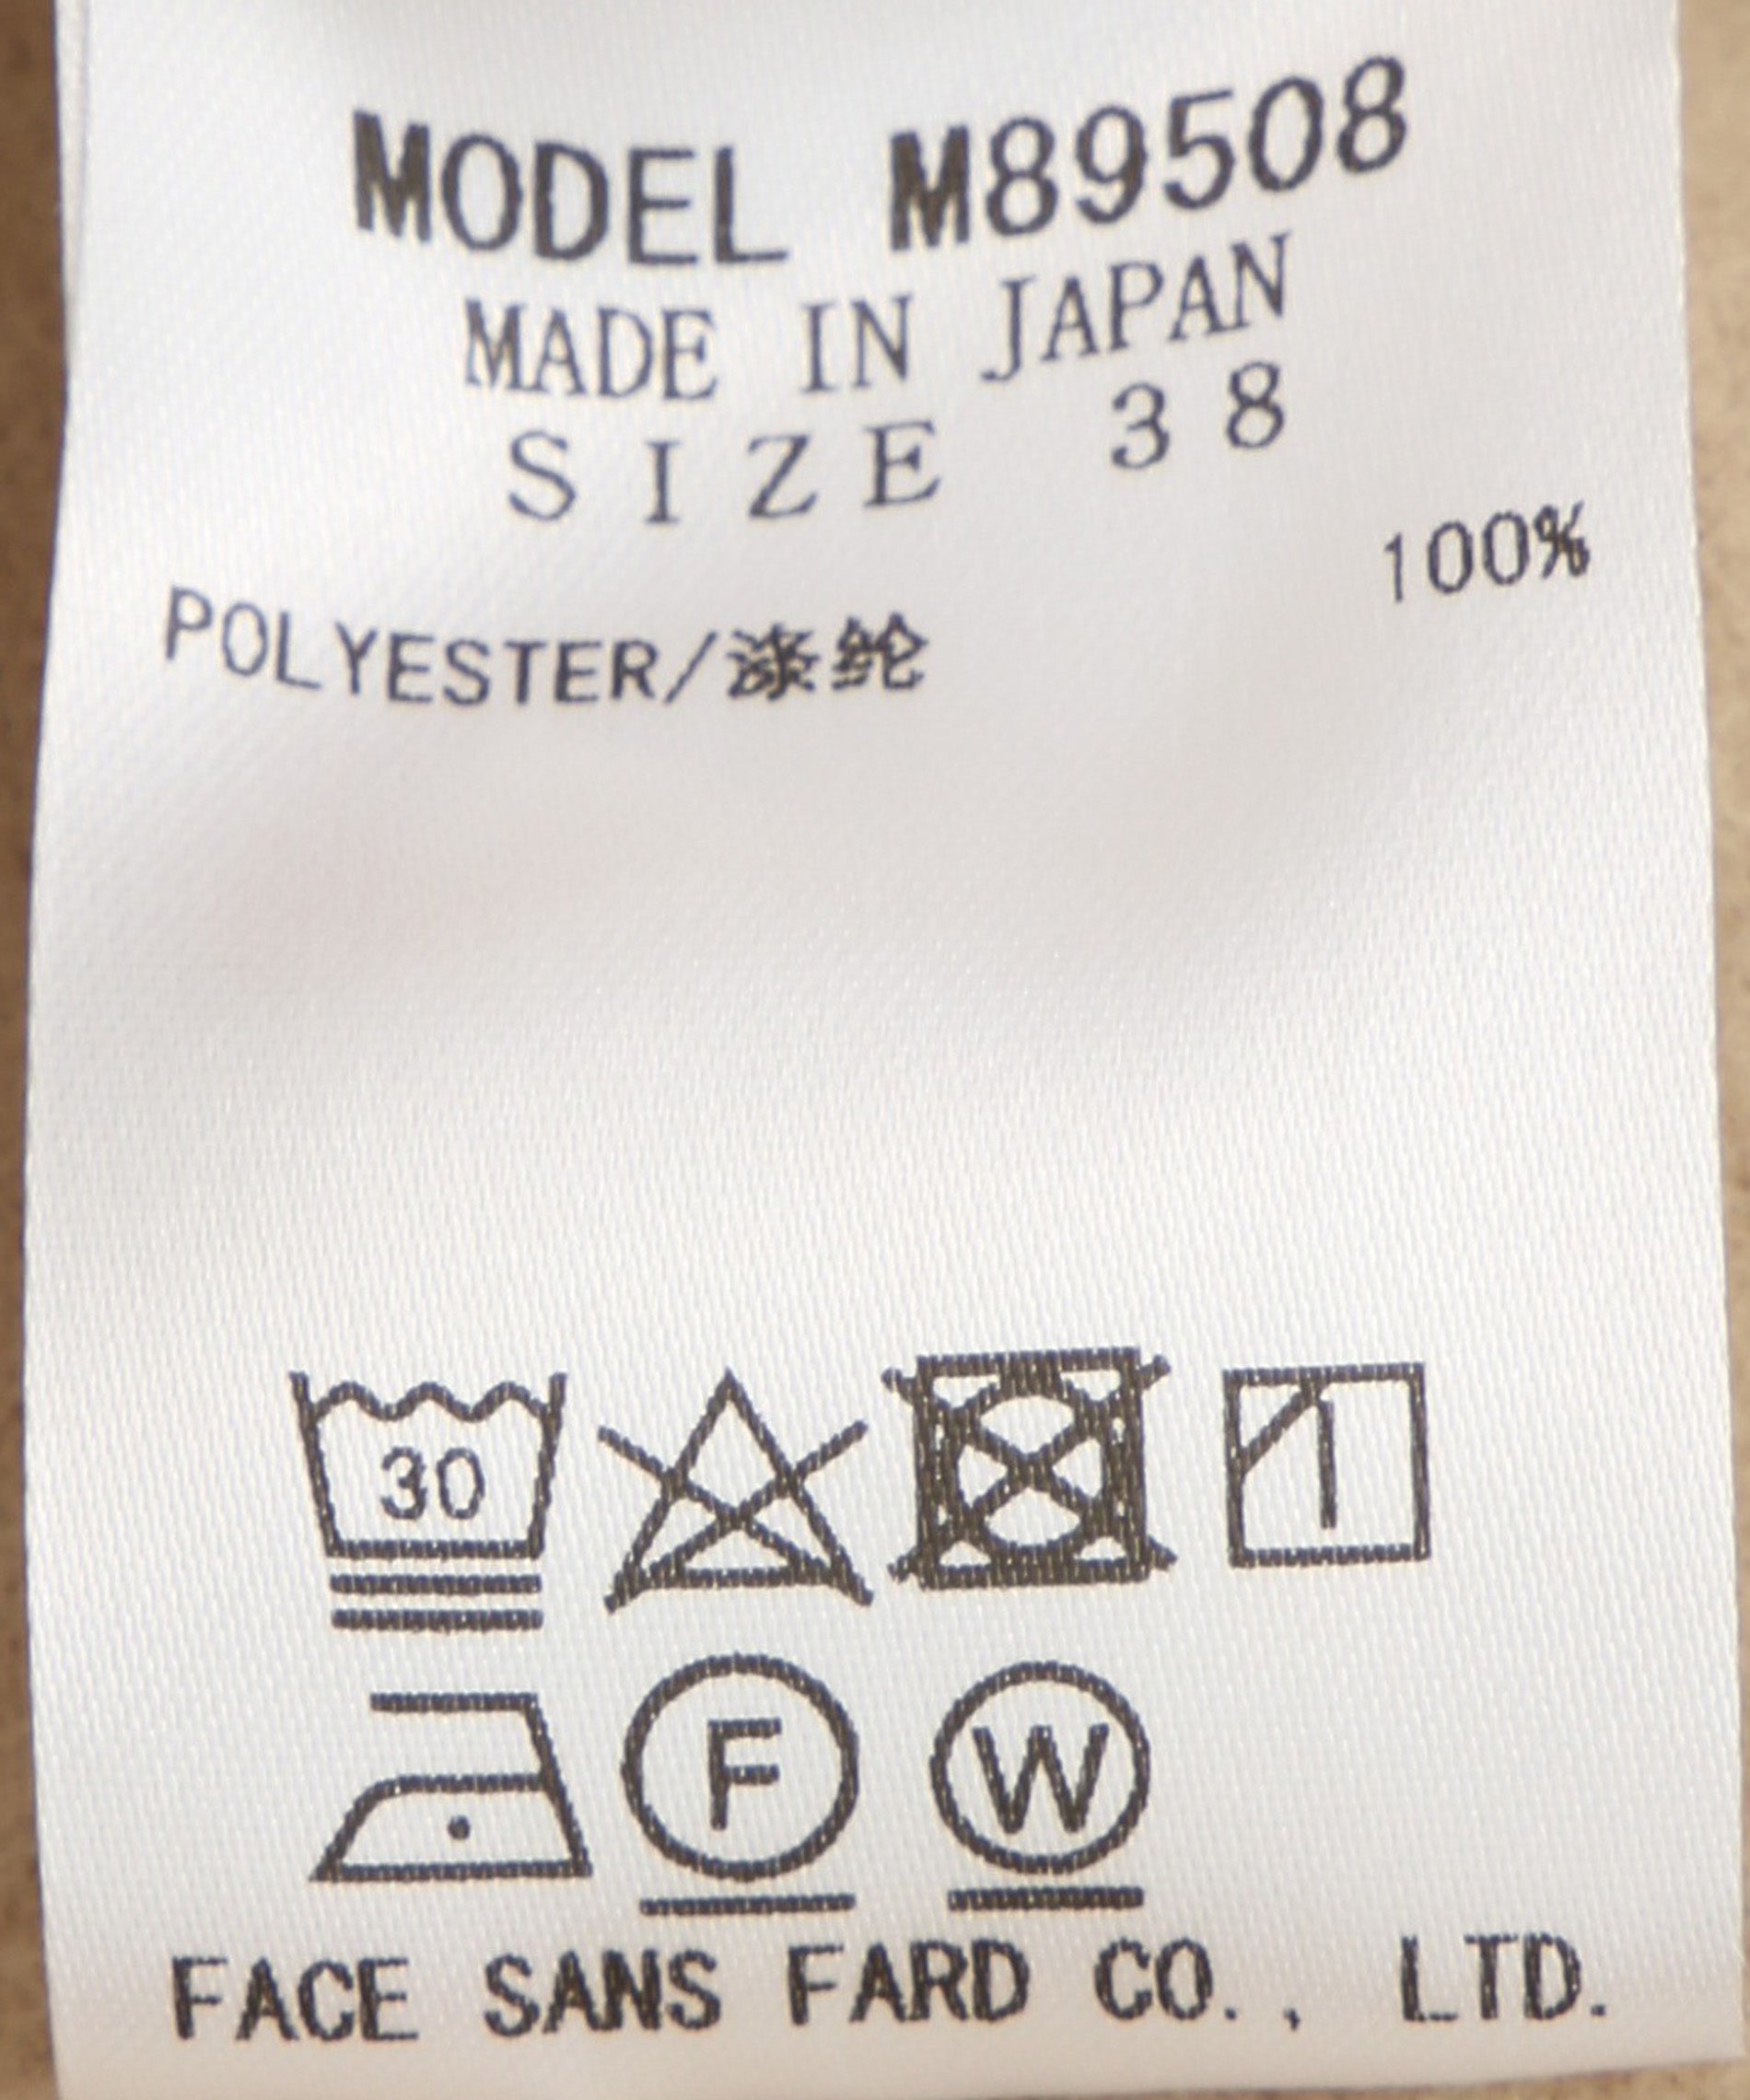 MODEL M89508
MADE IN JAPAN
SIZE 38
POLYESTER/涤纶 100%
30
F W
FACE SANS FARD CO., LTD.